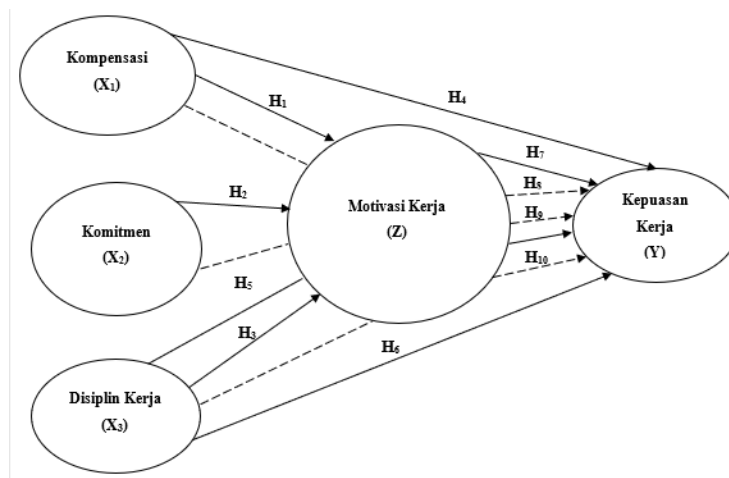 Kompensasi
(X₁)
H₄
H₁
H₇
H₂
H₈
Motivasi Kerja
(Z)
H₉
Kepuasan
Kerja
(Y)
Komitmen
(X₂)
H₁₀
H₅
H₃
H₆
Disiplin Kerja
(X₃)